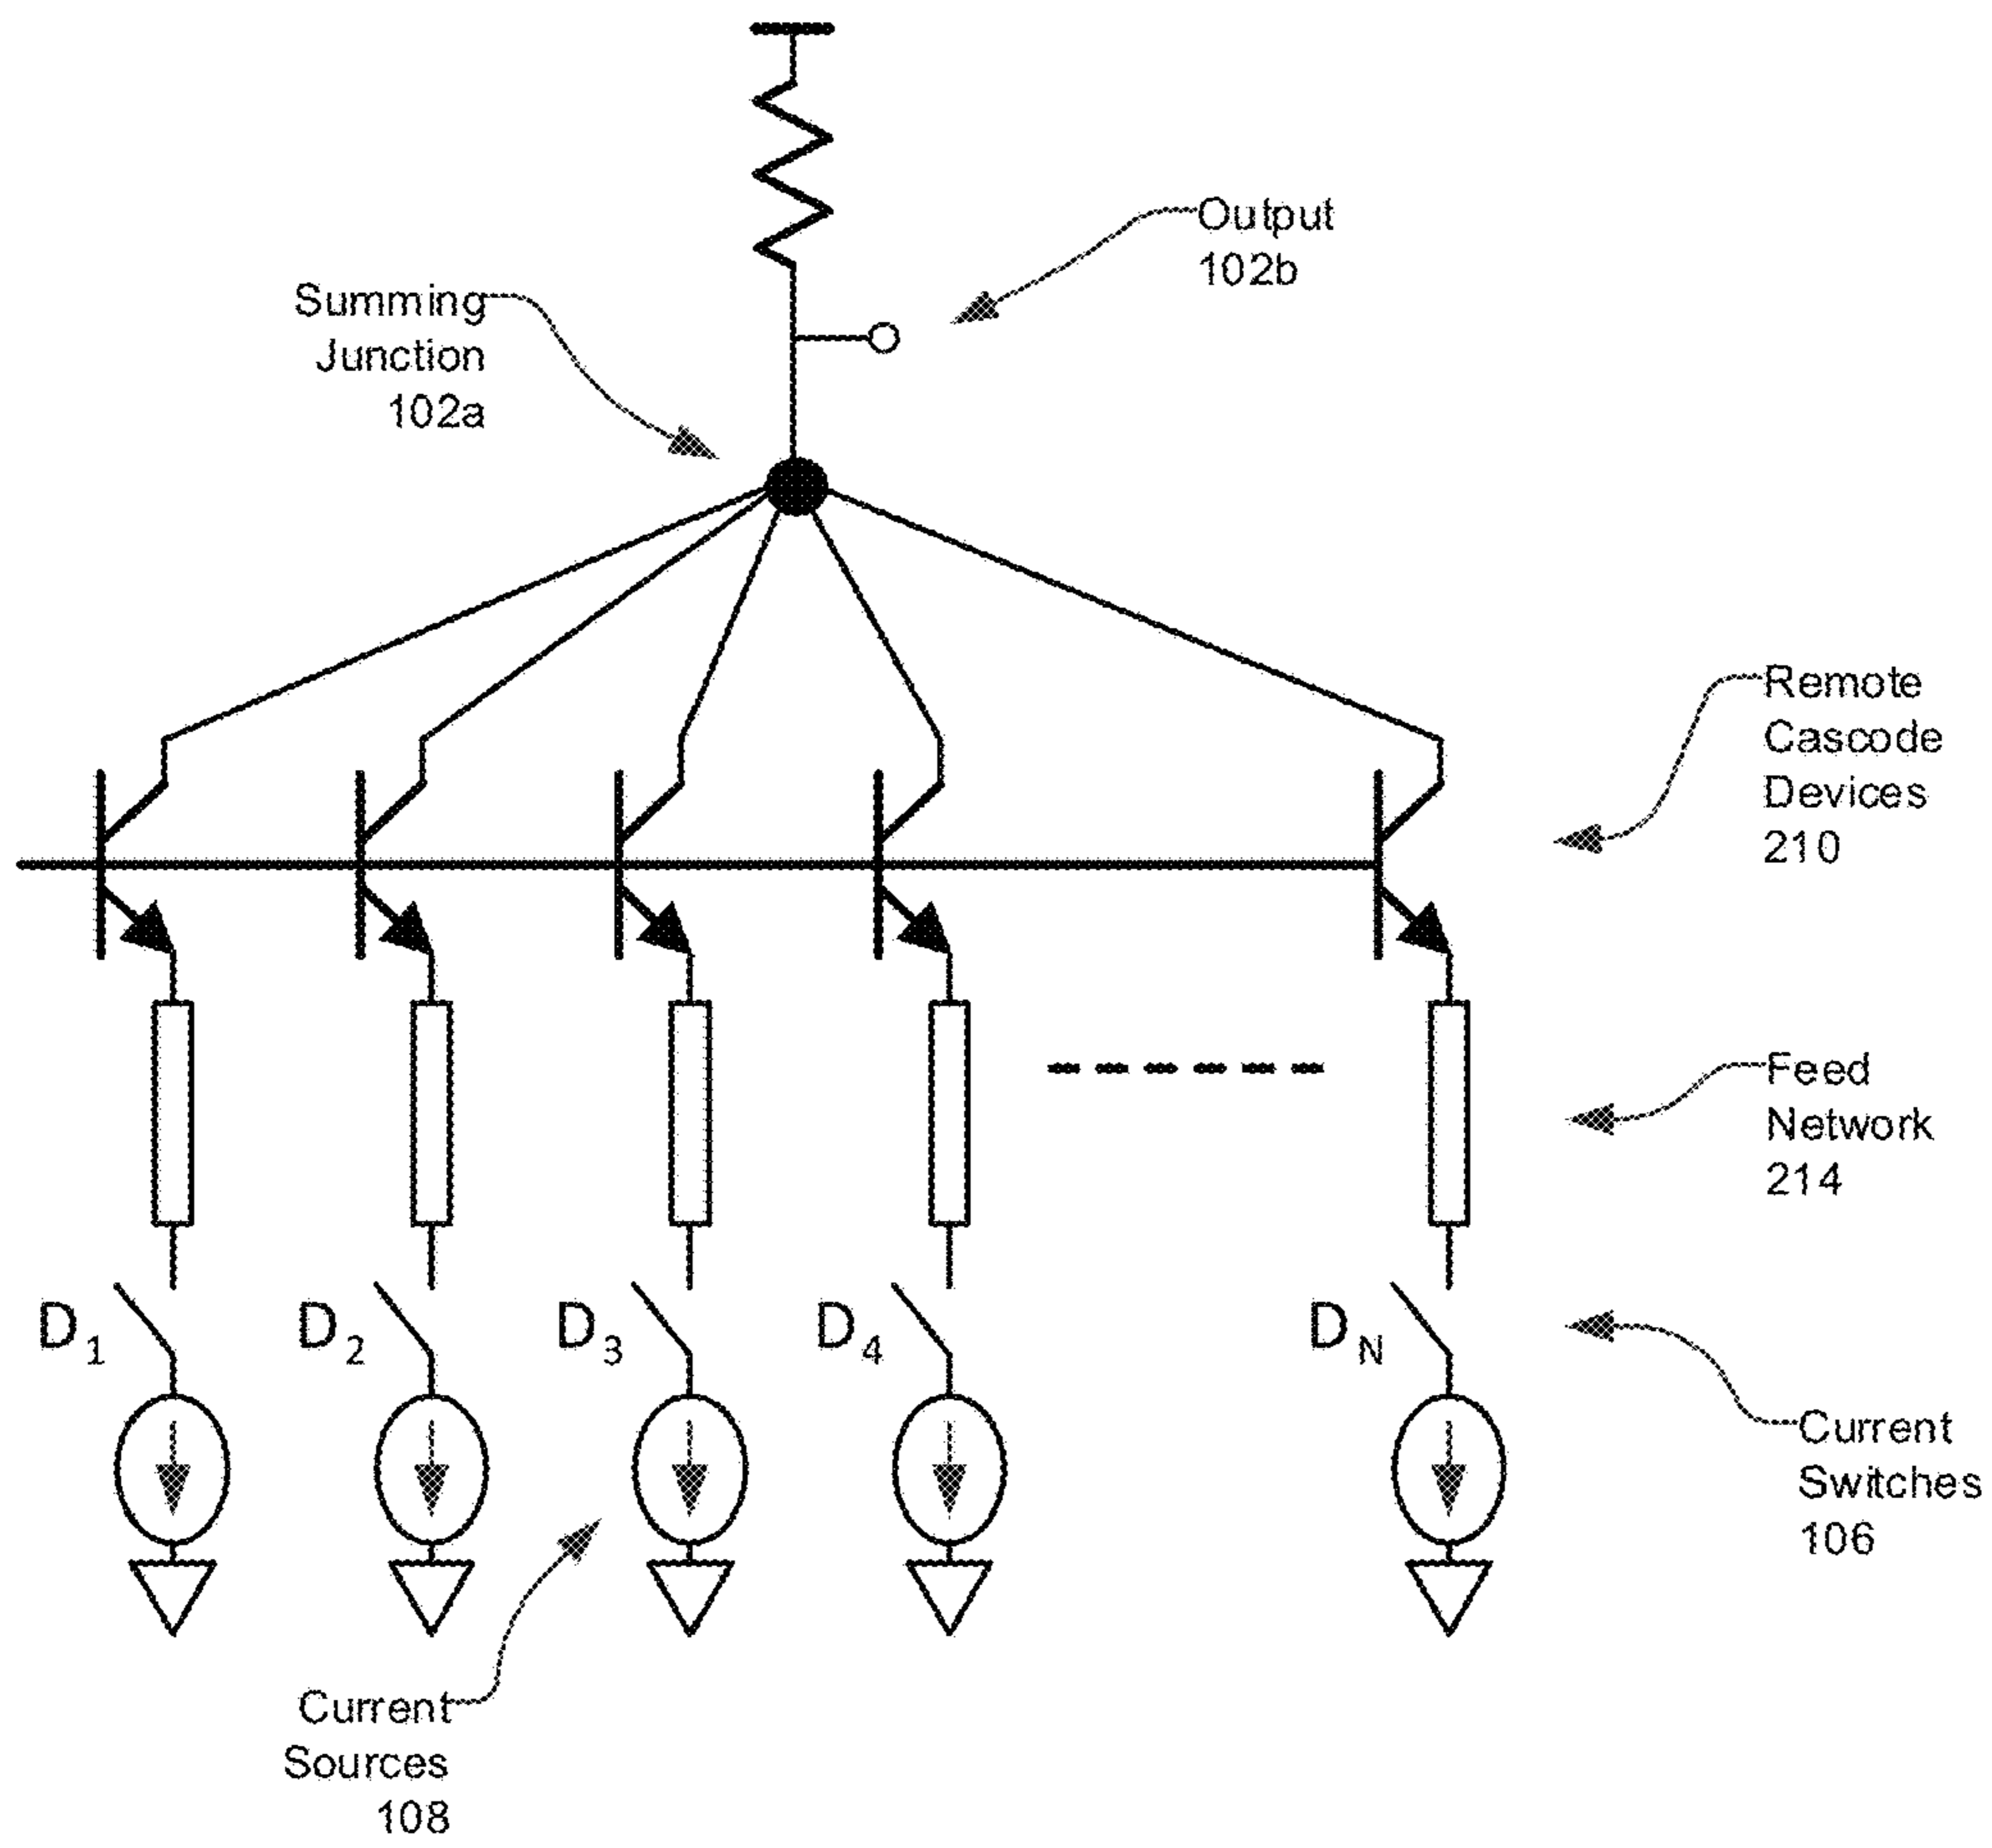 Output
102b
Summing
Junction
102a
Remote
Cascode
Devices
210
Feed
Network
214
D1
D2
D3
D4
DN
Current
Switches
106
Current
Sources
108